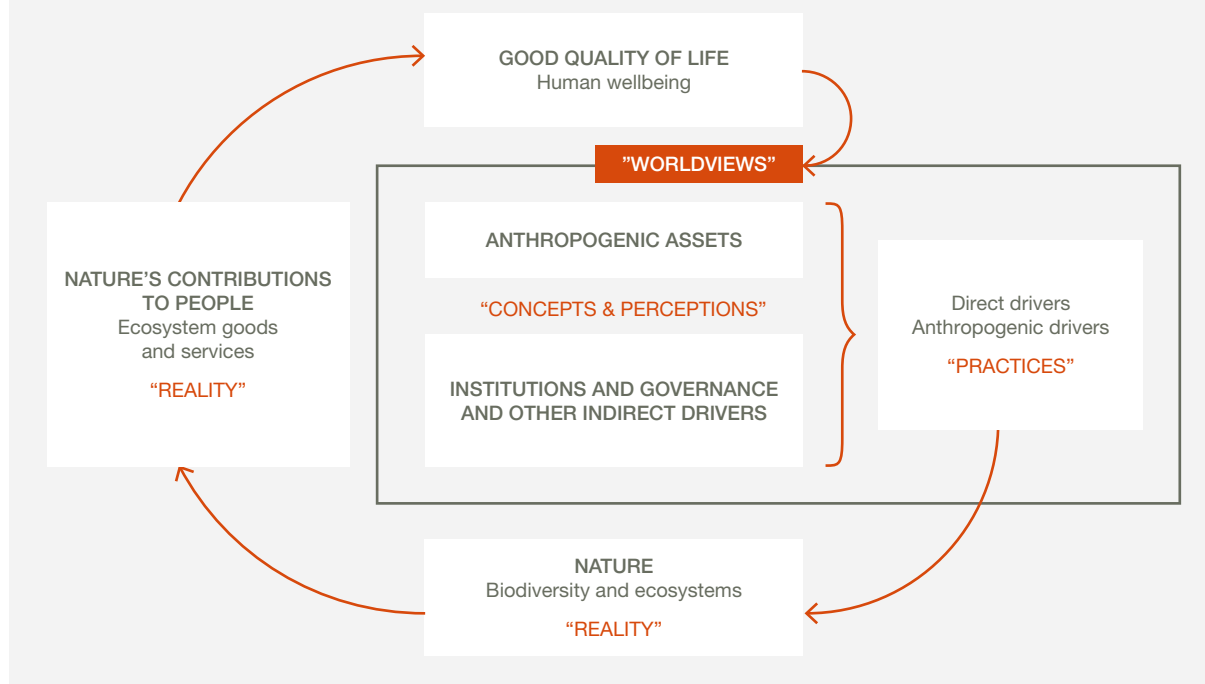 GOOD QUALITY OF LIFE
Human wellbeing
”WORLDVIEWS”
ANTHROPOGENIC ASSETS
“CONCEPTS & PERCEPTIONS”
INSTITUTIONS AND GOVERNANCE
AND OTHER INDIRECT DRIVERS
NATURE’S CONTRIBUTIONS
TO PEOPLE
Ecosystem goods
and services
“REALITY”
Direct drivers
Anthropogenic drivers
“PRACTICES”
NATURE
Biodiversity and ecosystems
“REALITY”